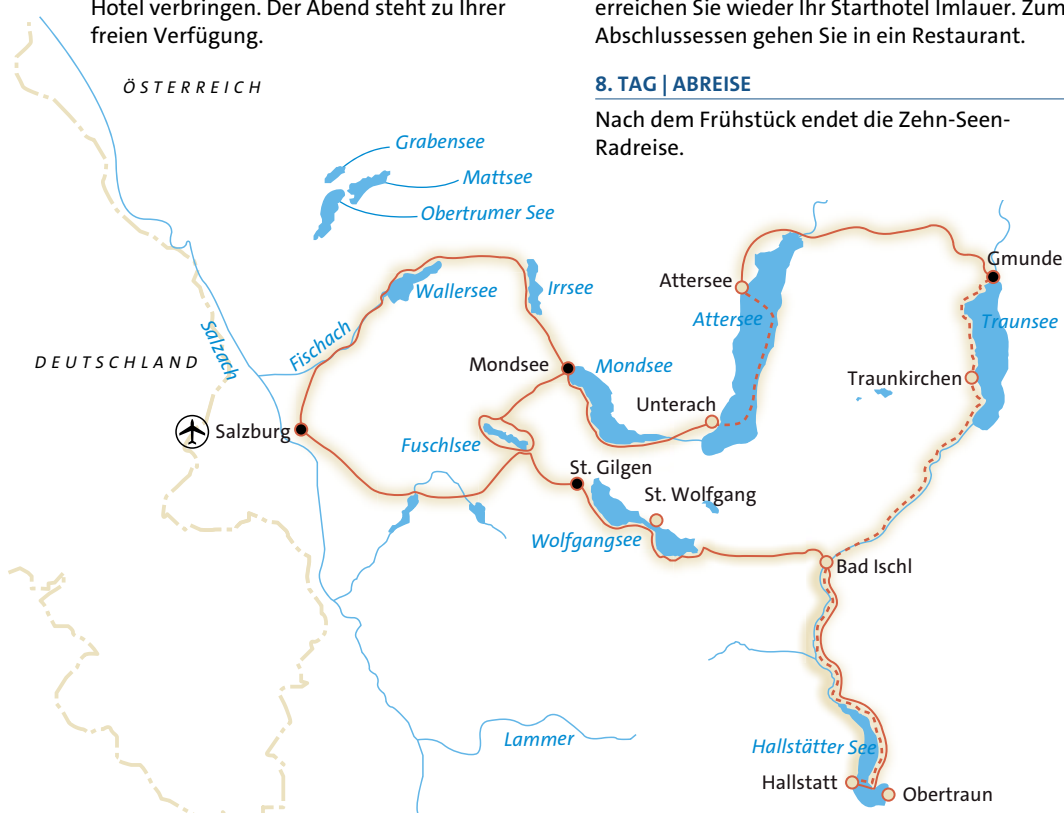 Hotel verbringen. Der Abend steht zu Ihrer
freien Verfügung.
erreichen Sie wieder Ihr Starthotel Imlauer. Zum
Abschlussessen gehen Sie in ein Restaurant.
8. TAG | ABREISE
Nach dem Frühstück endet die Zehn-Seen-
Radreise.
ÖSTERREICH
Grabensee
Mattsee
Obertrumer See
Gmunde
Attersee
Wallersee
Irrsee
Attersee
Traunsee
Salzach
Fischach
DEUTSCHLAND
Mondsee
Mondsee
Traunkirchen
Unterach
Salzburg
Fuschlsee
St. Gilgen
St. Wolfgang
Wolfgangsee
Bad Ischl
Lammer
Hallstätter See
Hallstatt
Obertraun